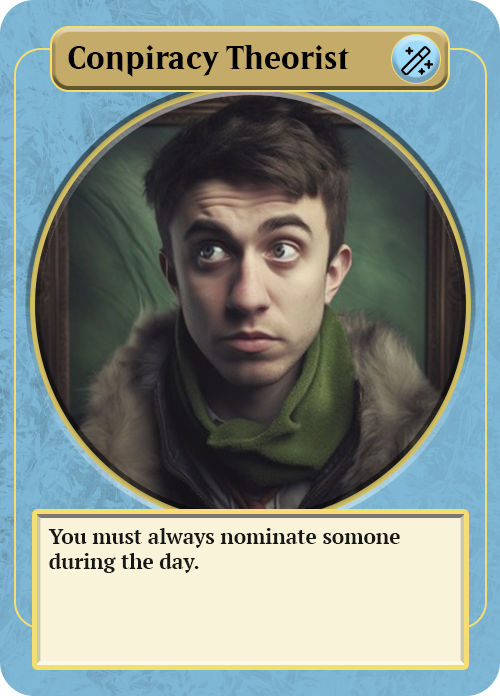 Conpiracy Theorist
You must always nominate somone
during the day.